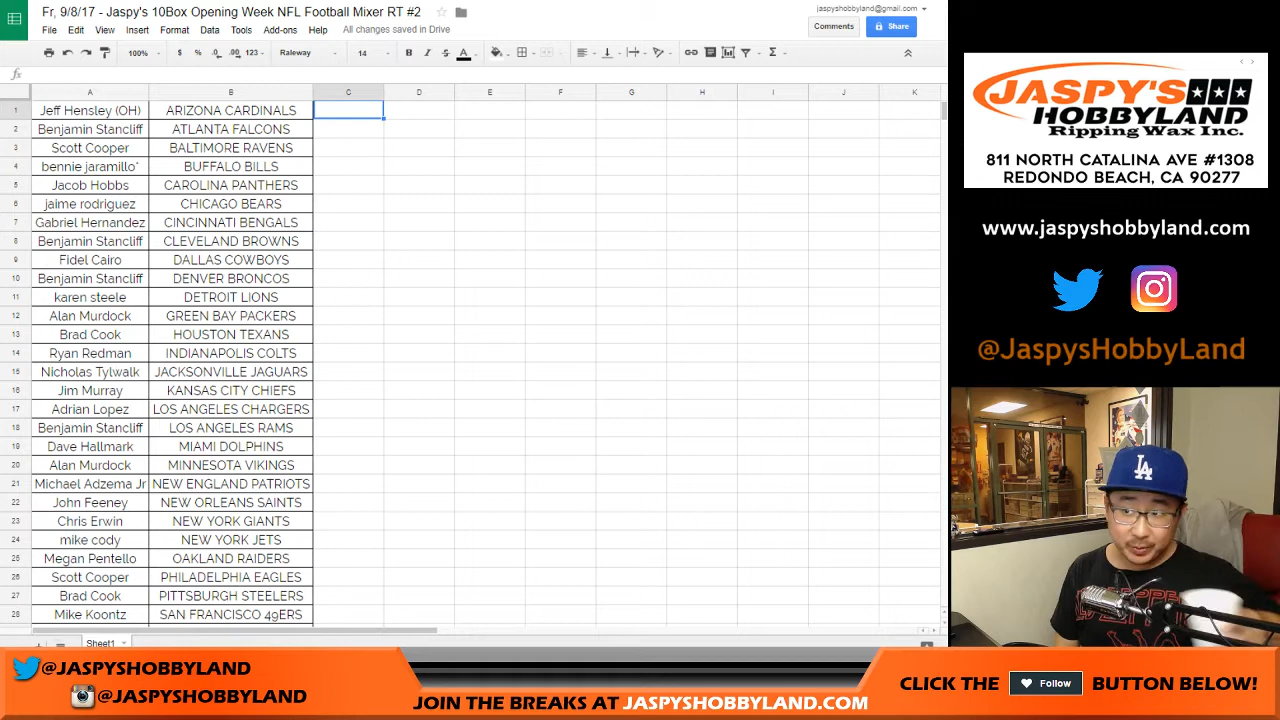 Fr, 9/8/17 - Jaspy's 10Box Opening Week NFL Football Mixer RT #2
jaspyshobbyland@gmail.com
File Edit View Insert Format Data Tools Add-ons Help All changes saved in Drive
Comments
Share
100% $ % .0 .00 123 Raleway 14 B I S A
fx
A B C D E F G H I J K
1 Jeff Hensley (OH) ARIZONA CARDINALS
2 Benjamin Stancliff ATLANTA FALCONS
3 Scott Cooper BALTIMORE RAVENS
4 bennie jaramillo* BUFFALO BILLS
5 Jacob Hobbs CAROLINA PANTHERS
6 jaime rodriguez CHICAGO BEARS
7 Gabriel Hernandez CINCINNATI BENGALS
8 Benjamin Stancliff CLEVELAND BROWNS
9 Fidel Cairo DALLAS COWBOYS
10 Benjamin Stancliff DENVER BRONCOS
11 karen steele DETROIT LIONS
12 Alan Murdock GREEN BAY PACKERS
13 Brad Cook HOUSTON TEXANS
14 Ryan Redman INDIANAPOLIS COLTS
15 Nicholas Tylwalk JACKSONVILLE JAGUARS
16 Jim Murray KANSAS CITY CHIEFS
17 Adrian Lopez LOS ANGELES CHARGERS
18 Benjamin Stancliff LOS ANGELES RAMS
19 Dave Hallmark MIAMI DOLPHINS
20 Alan Murdock MINNESOTA VIKINGS
21 Michael Adzema Jr NEW ENGLAND PATRIOTS
22 John Feeney NEW ORLEANS SAINTS
23 Chris Erwin NEW YORK GIANTS
24 mike cody NEW YORK JETS
25 Megan Pentello OAKLAND RAIDERS
26 Scott Cooper PHILADELPHIA EAGLES
27 Brad Cook PITTSBURGH STEELERS
28 Mike Koontz SAN FRANCISCO 49ERS
Sheet1
JASPY'S
HOBBYLAND
Ripping Wax Inc.
811 NORTH CATALINA AVE #1308
REDONDO BEACH, CA 90277
www.jaspyshobbyland.com
@JaspysHobbyLand
LA
@JASPYSHOBBYLAND
@JASPYSHOBBYLAND
JOIN THE BREAKS AT JASPYSHOBBYLAND.COM
CLICK THE Follow BUTTON BELOW!